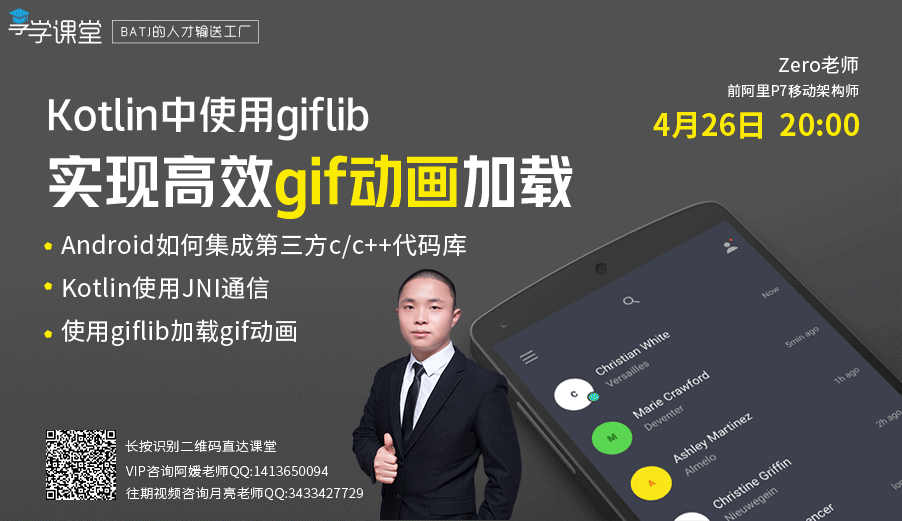 享学课堂
BATJ的人才输送工厂
Zero老师
前阿里P7移动架构师
4月26日 20:00
Kotlin中使用giflib
实现高效gif动画加载
Android如何集成第三方c/c++代码库
Kotlin使用JNI通信
使用giflib加载gif动画
Now
Christian White
Versailles
5min ago
C
Marie Crawford
Deventer
1h ago
M
Ashley Martinez
Almelo
2h ago
A
Christine Griffin
Nieuwegein
长按识别二维码直达课堂
VIP咨询阿媛老师QQ:1413650094
往期视频咨询月亮老师QQ:3433427729